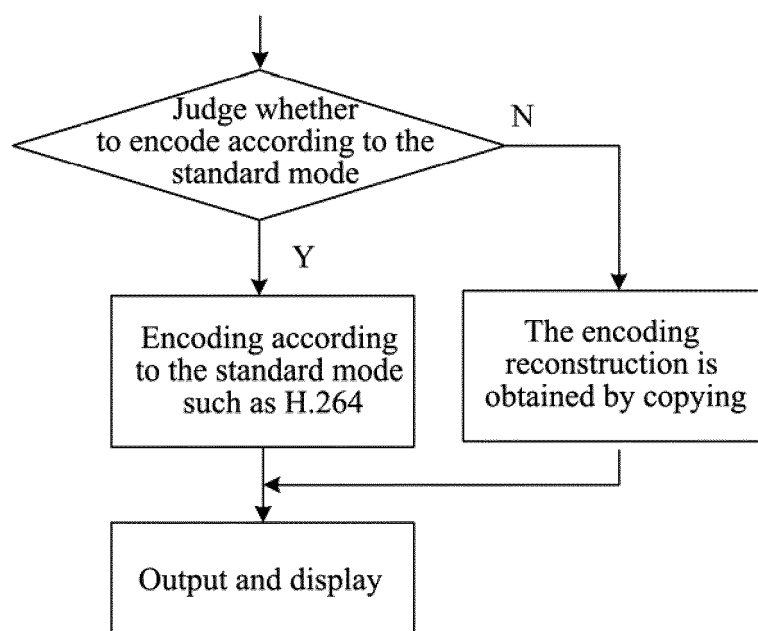 Judge whether
to encode according to the
standard mode
N
Y
Encoding according
to the standard mode
such as H.264
The encoding
reconstruction is
obtained by copying
Output and display